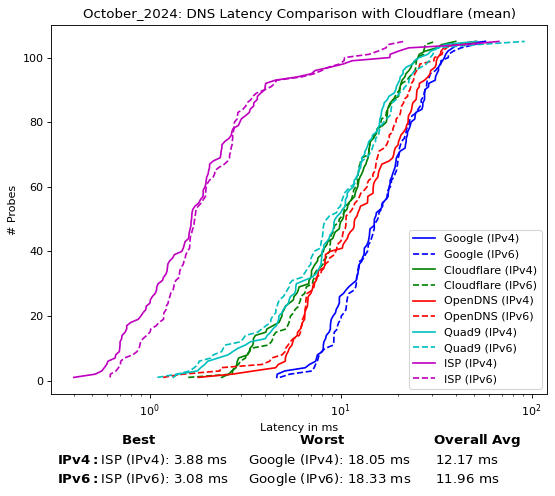 October_2024: DNS Latency Comparison with Cloudflare (mean)
# Probes
100
80
60
40
20
0
Google (IPv4)
Google (IPv6)
Cloudflare (IPv4)
Cloudflare (IPv6)
OpenDNS (IPv4)
OpenDNS (IPv6)
Quad9 (IPv4)
Quad9 (IPv6)
ISP (IPv4)
ISP (IPv6)
10⁰ 10¹ 10²
Latency in ms
Best Worst Overall Avg
IPv4: ISP (IPv4): 3.88 ms Google (IPv4): 18.05 ms 12.17 ms
IPv6: ISP (IPv6): 3.08 ms Google (IPv6): 18.33 ms 11.96 ms